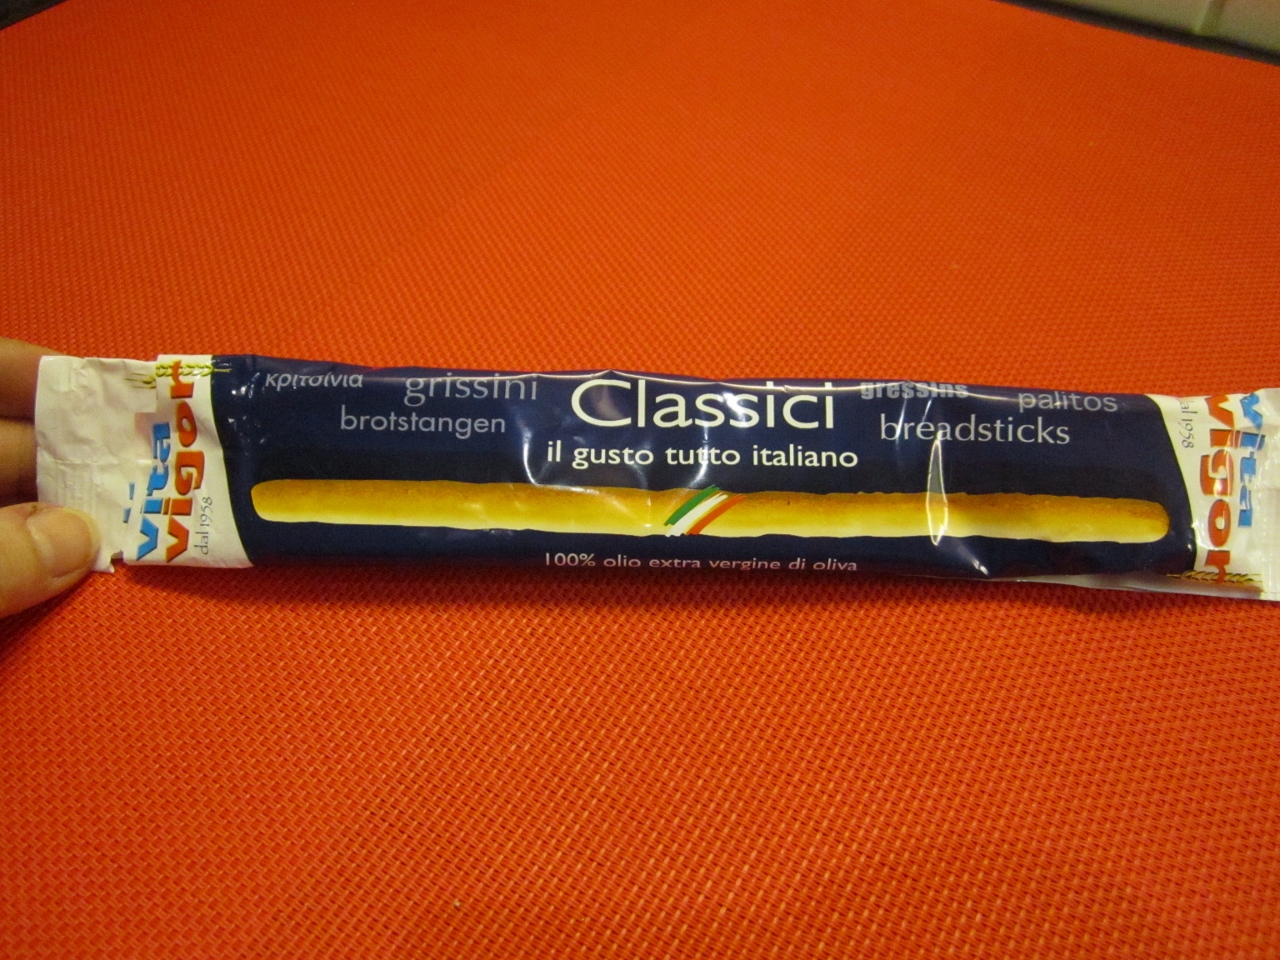 κριτσίνια grissini Classici gressins palitos
brotstangen breadsticks
il gusto tutto italiano
100% olio extra vergine di oliva
Vita
Vigor
dal 1958
Vita
Vigor
dal 1958